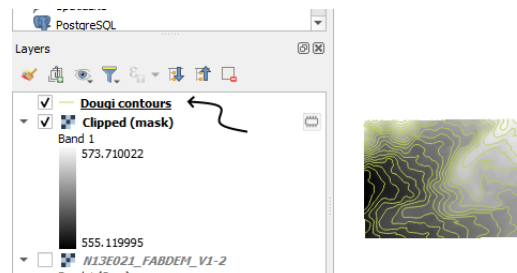 PostgreSQL
Layers
Dougi contours
Clipped (mask)
Band 1
573.710022
555.119995
N13E021_FABDEM_V1-2